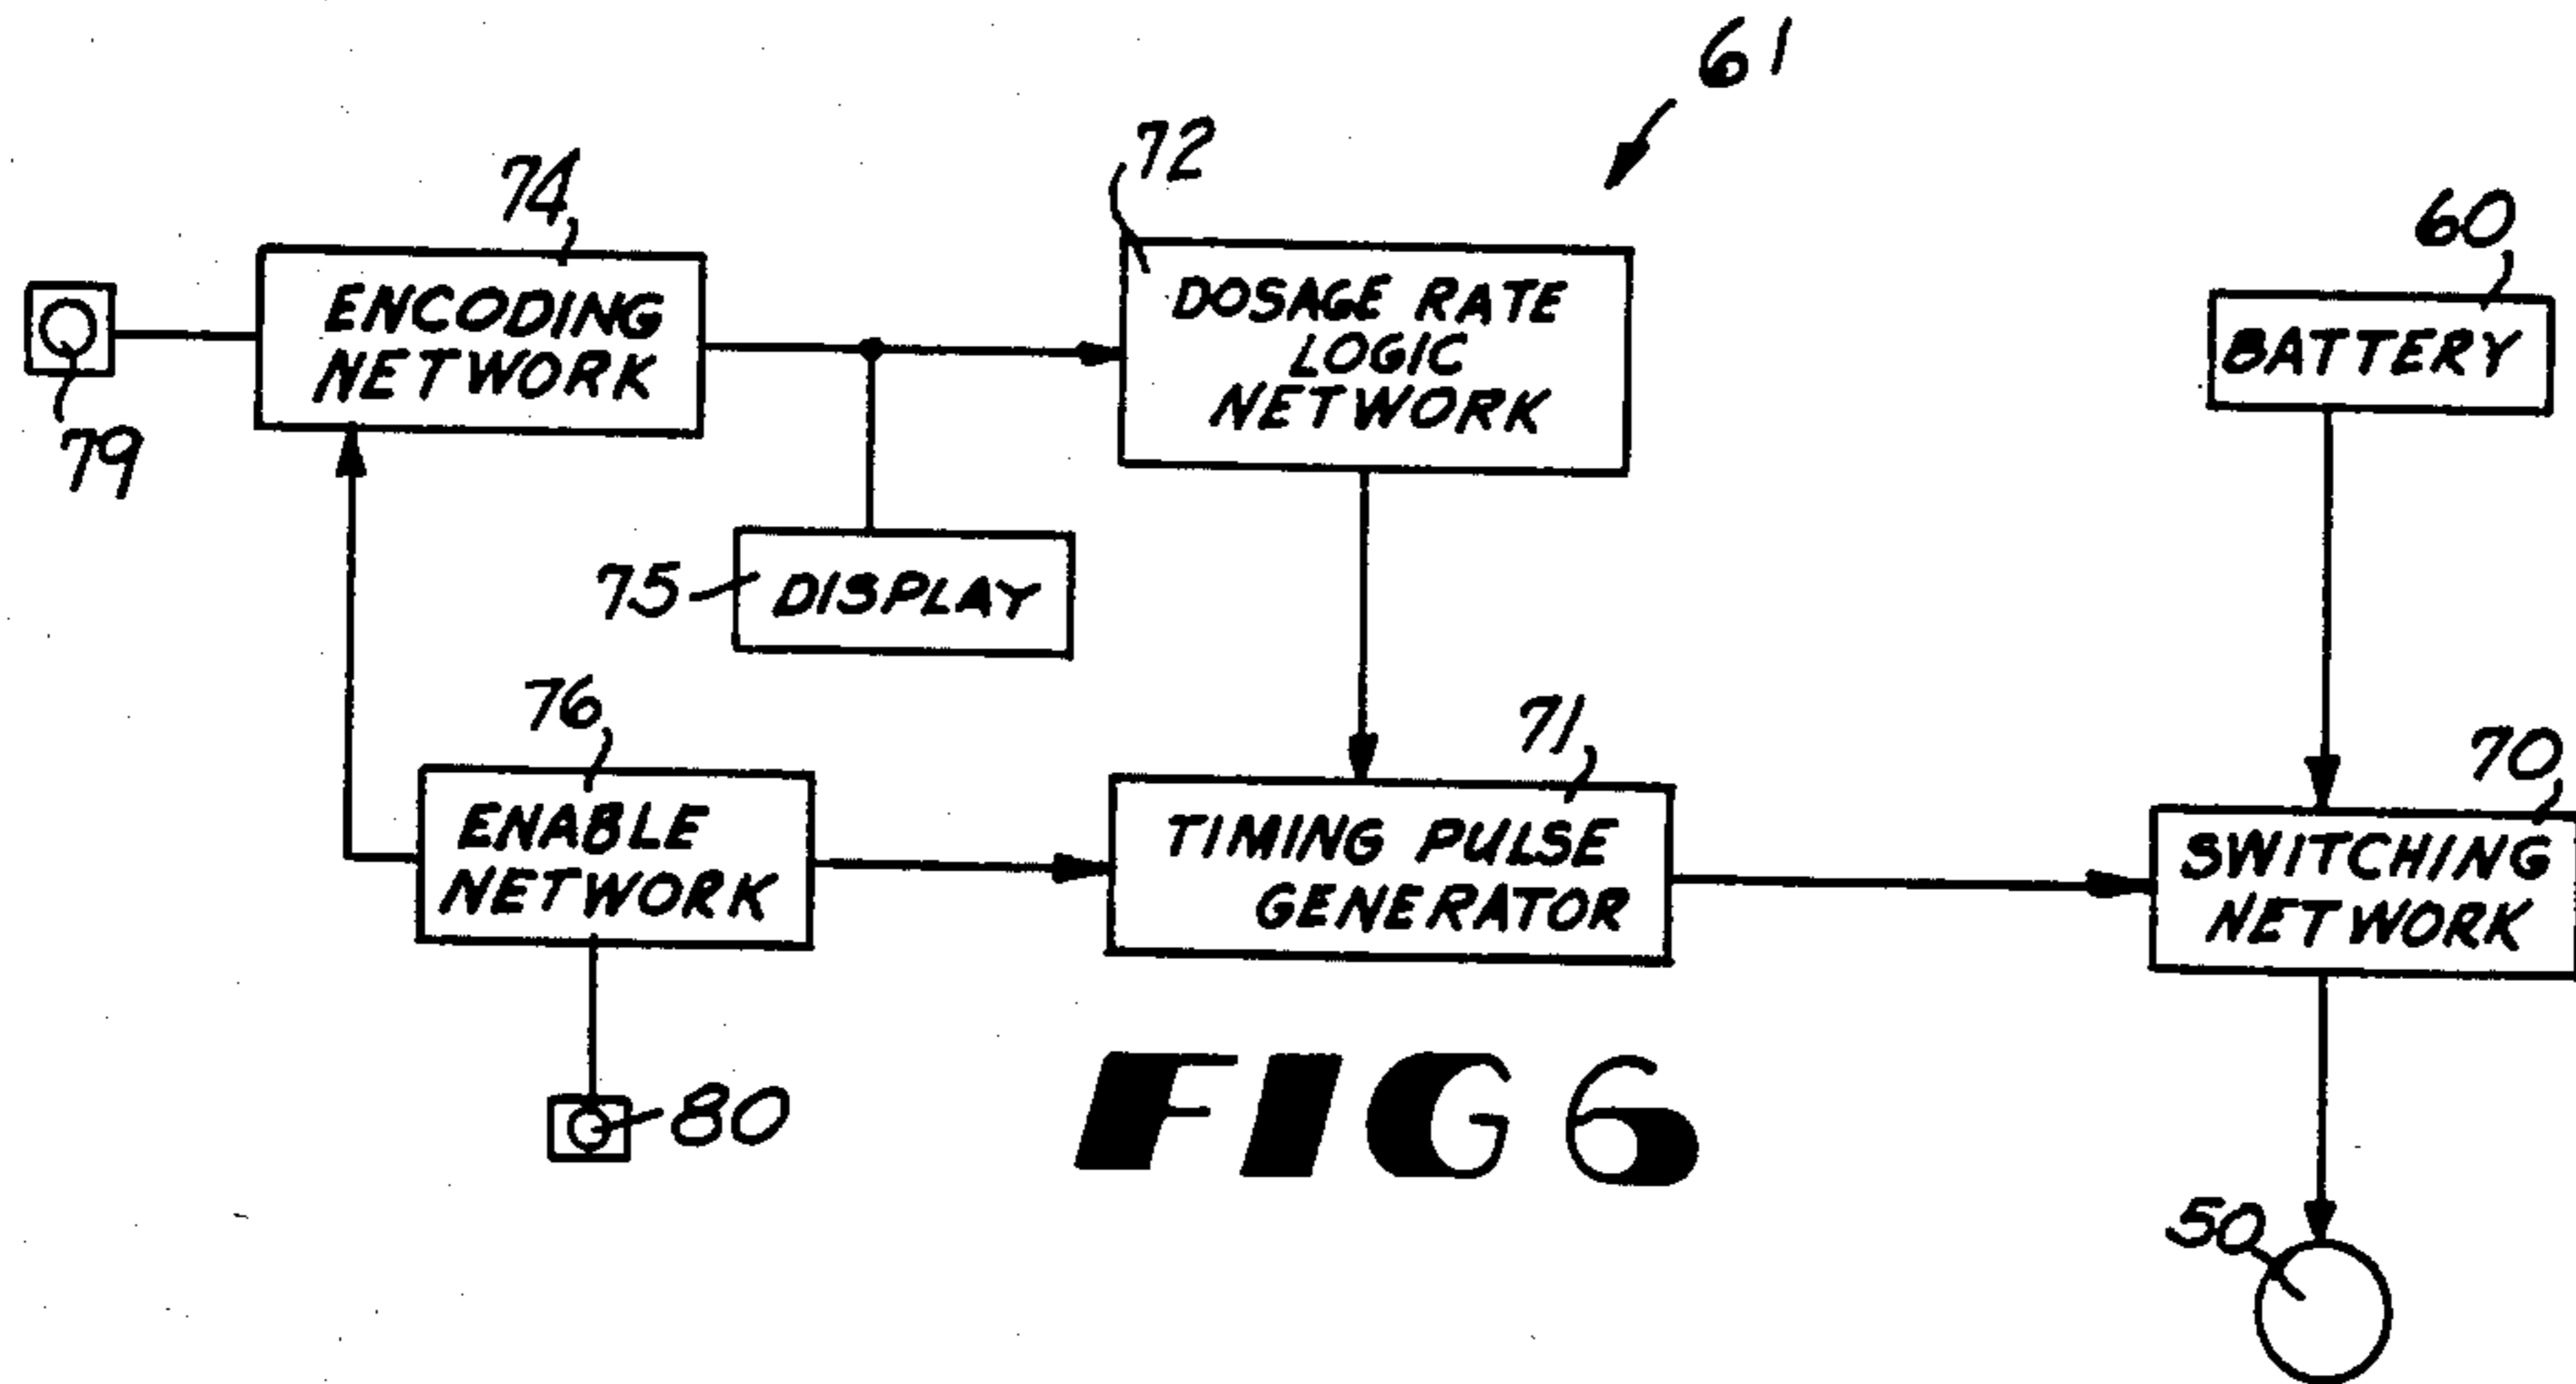 61
72
74
60
ENCODING
NETWORK
DOSAGE RATE
LOGIC
NETWORK
BATTERY
79
75
DISPLAY
76
71
70
ENABLE
NETWORK
TIMING PULSE
GENERATOR
SWITCHING
NETWORK
80
FIG 6
50